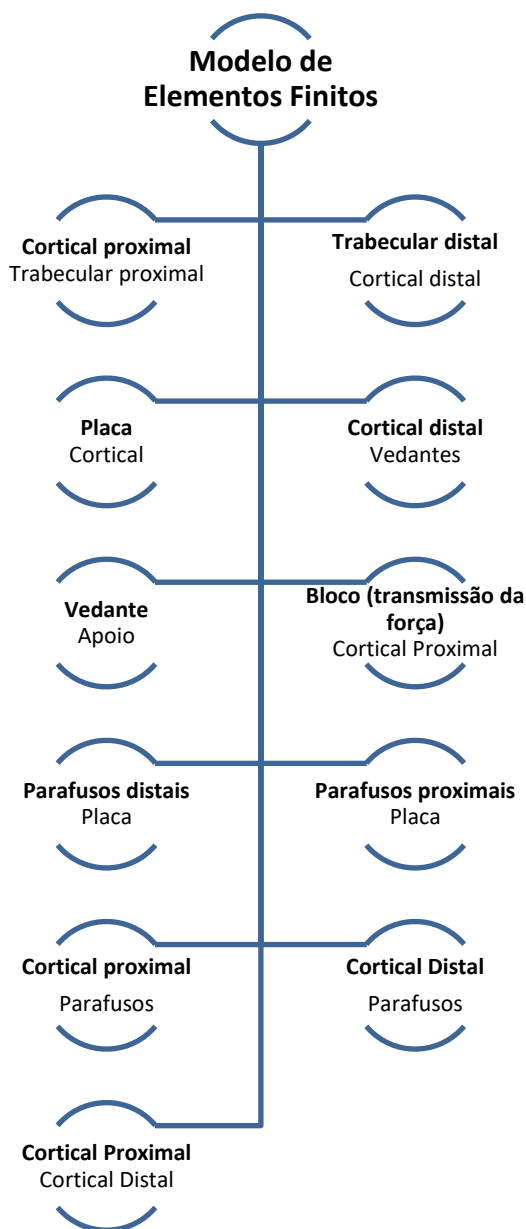 Modelo de
Elementos Finitos
Cortical proximal
Trabecular proximal
Trabecular distal
Cortical distal
Placa
Cortical
Cortical distal
Vedantes
Vedante
Apoio
Bloco (transmissão da
força)
Cortical Proximal
Parafusos distais
Placa
Parafusos proximais
Placa
Cortical proximal
Parafusos
Cortical Distal
Parafusos
Cortical Proximal
Cortical Distal